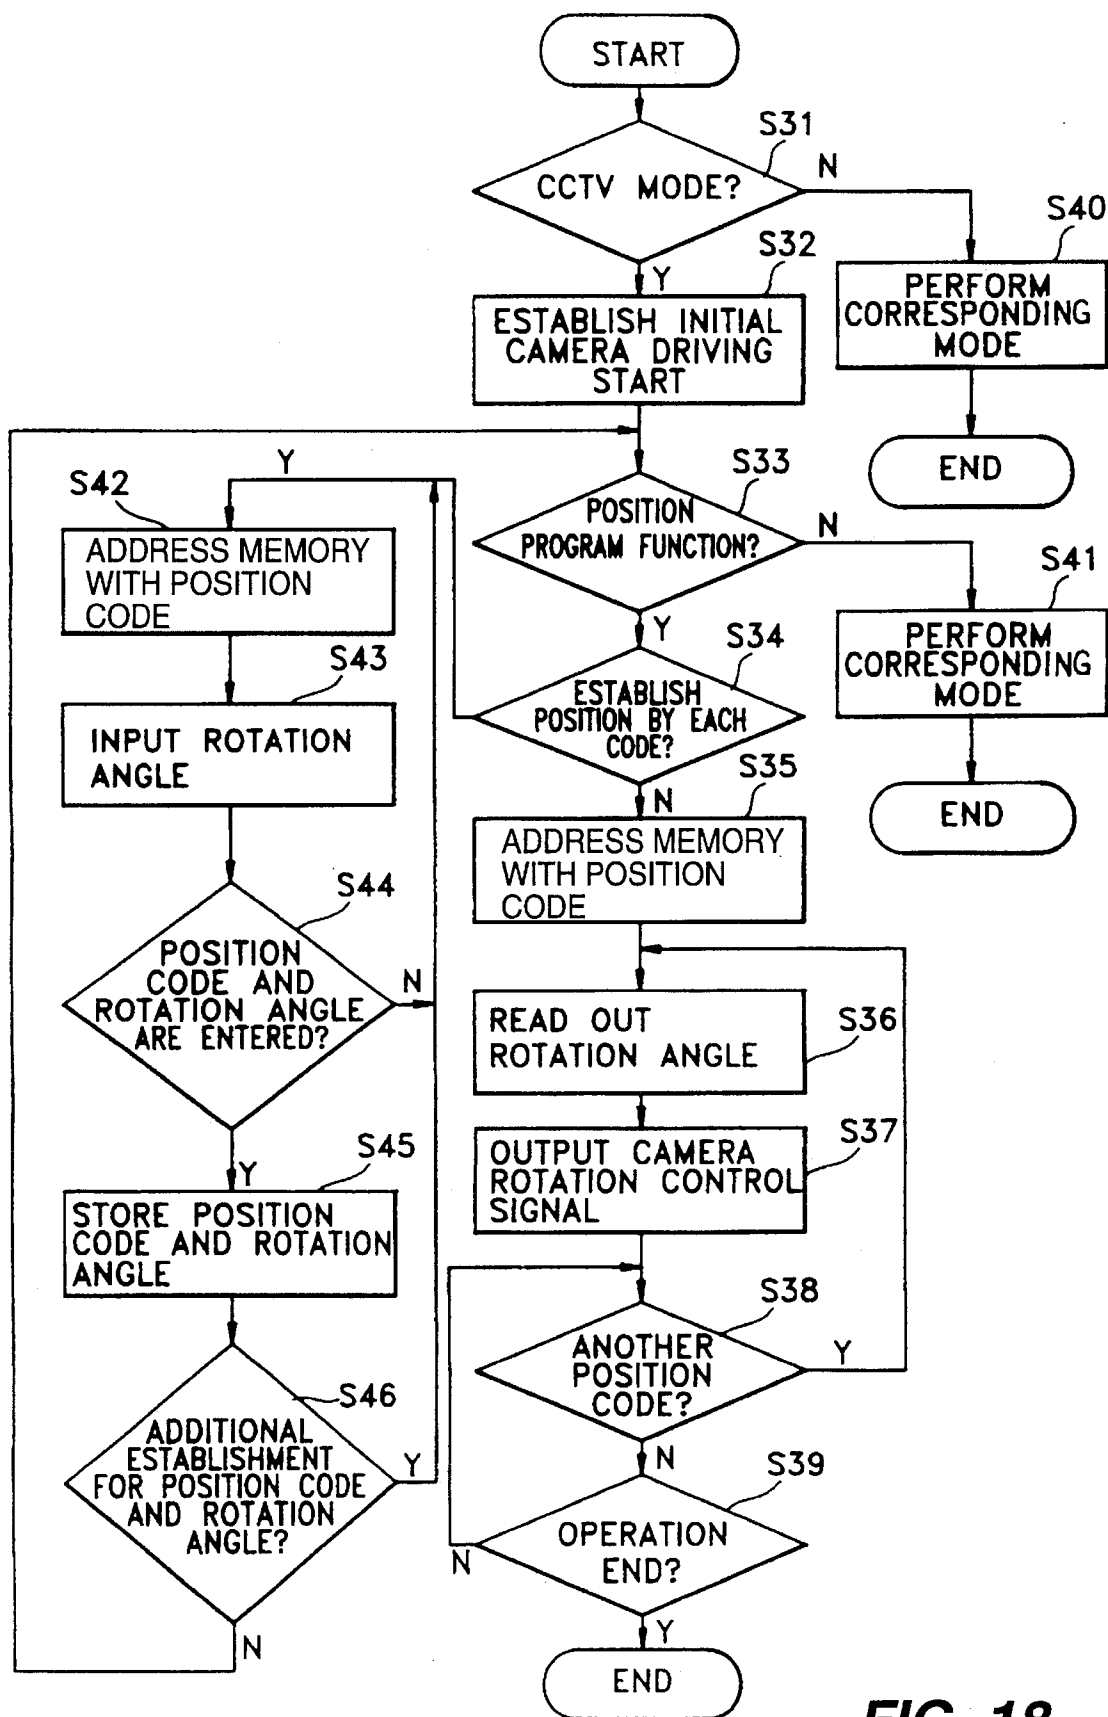 START
S31
CCTV MODE?
N
S40
S32
Y
PERFORM
CORRESPONDING
MODE
ESTABLISH INITIAL
CAMERA DRIVING
START
END
Y
S33
S42
POSITION
PROGRAM FUNCTION?
N
ADDRESS MEMORY
WITH POSITION
CODE
S41
Y
S34
PERFORM
CORRESPONDING
MODE
S43
ESTABLISH
POSITION BY EACH
CODE?
INPUT ROTATION
ANGLE
S35
N
END
ADDRESS MEMORY
WITH POSITION
CODE
S44
POSITION
CODE AND
ROTATION ANGLE
ARE ENTERED?
N
READ OUT
ROTATION ANGLE
S36
S37
OUTPUT CAMERA
ROTATION CONTROL
SIGNAL
S45
Y
STORE POSITION
CODE AND ROTATION
ANGLE
S38
ANOTHER
POSITION
CODE?
Y
S46
ADDITIONAL
ESTABLISHMENT
FOR POSITION CODE
AND ROTATION
ANGLE?
Y
N
S39
OPERATION
END?
N
N
Y
END
FIG. 18